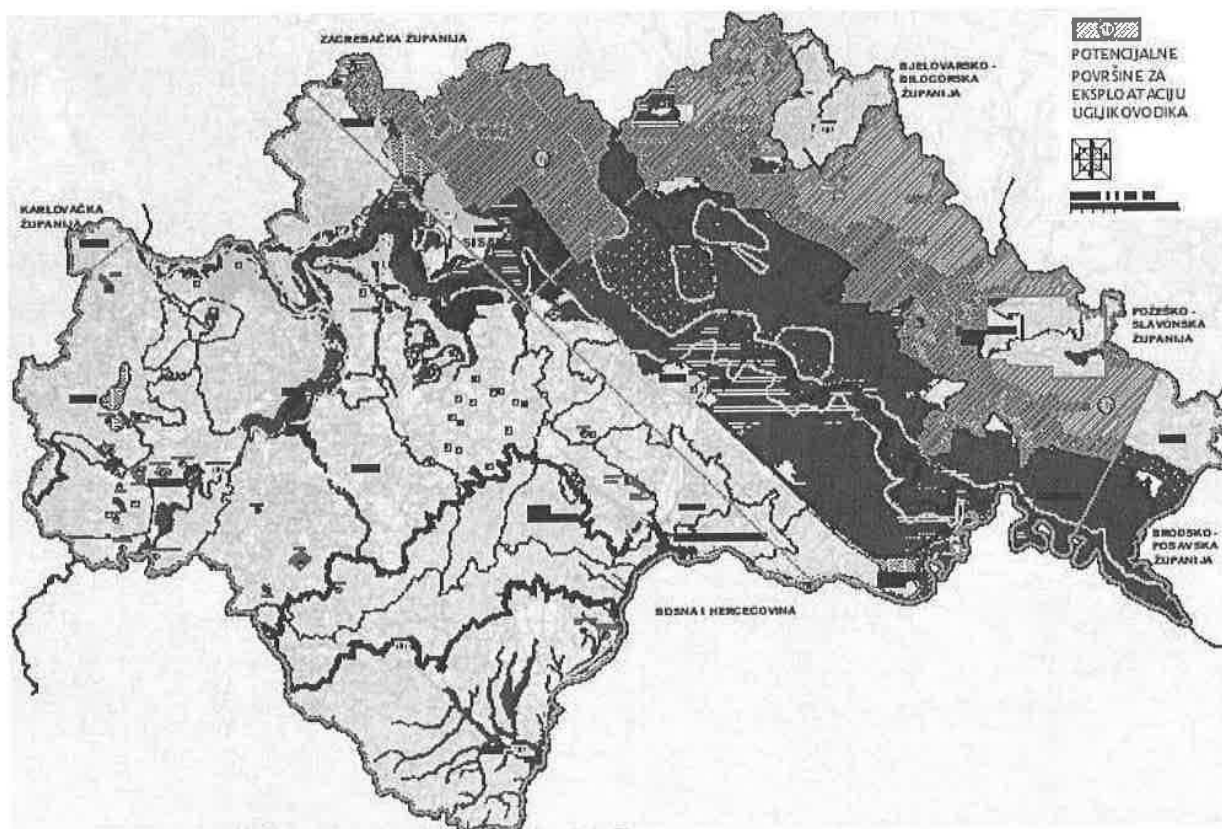 ZAGREBAČKA ŽUPANIJA
BJELOVARSKO -
BILOGORSKA
ŽUPANIJA
POTENCIJALNE
POVRŠINE ZA
EKSPLOATACIJU
UGLJIKOVODIKA
KARLOVAČKA
ŽUPANIJA
POŽEŠKO -
SLAVONSKA
ŽUPANIJA
BRODSKO -
POSAVSKA
ŽUPANIJA
BOSNA I HERCEGOVINA